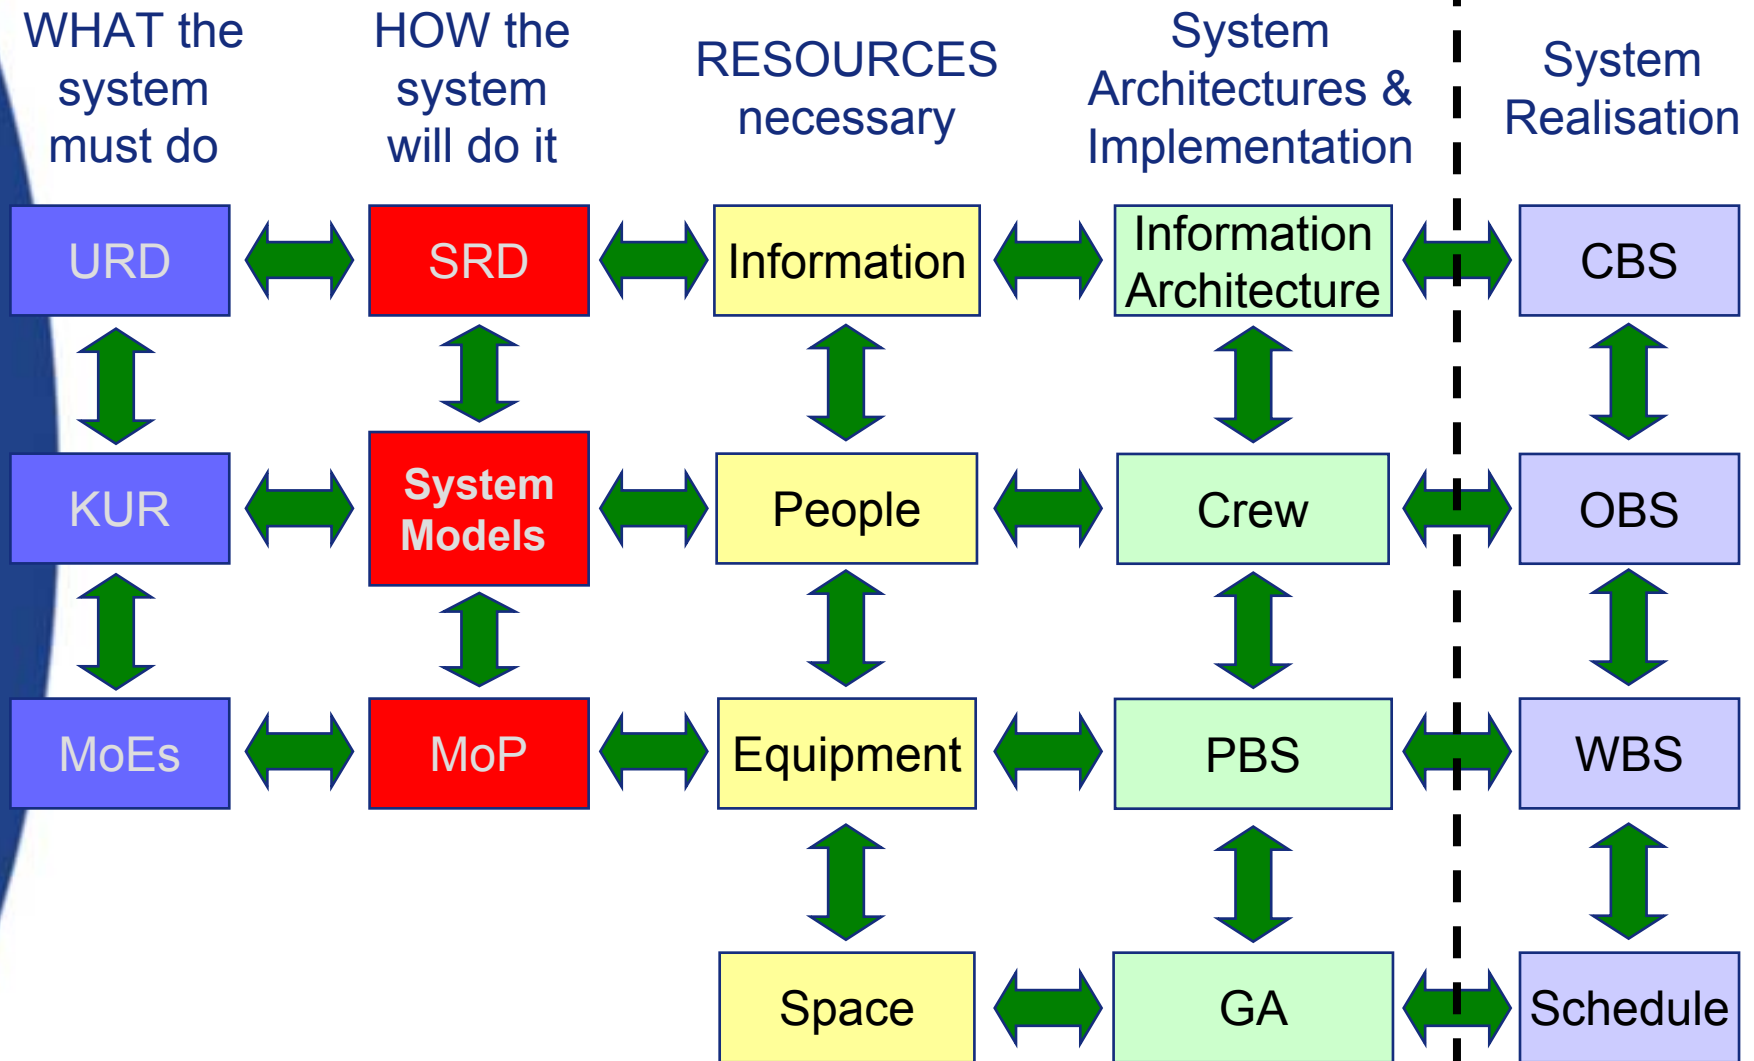 WHAT the
system
must do
HOW the
system
will do it
RESOURCES
necessary
System
Architectures &
Implementation
System
Realisation
URD
SRD
Information
Information
Architecture
CBS
KUR
System
Models
People
Crew
OBS
MoEs
MoP
Equipment
PBS
WBS
Space
GA
Schedule